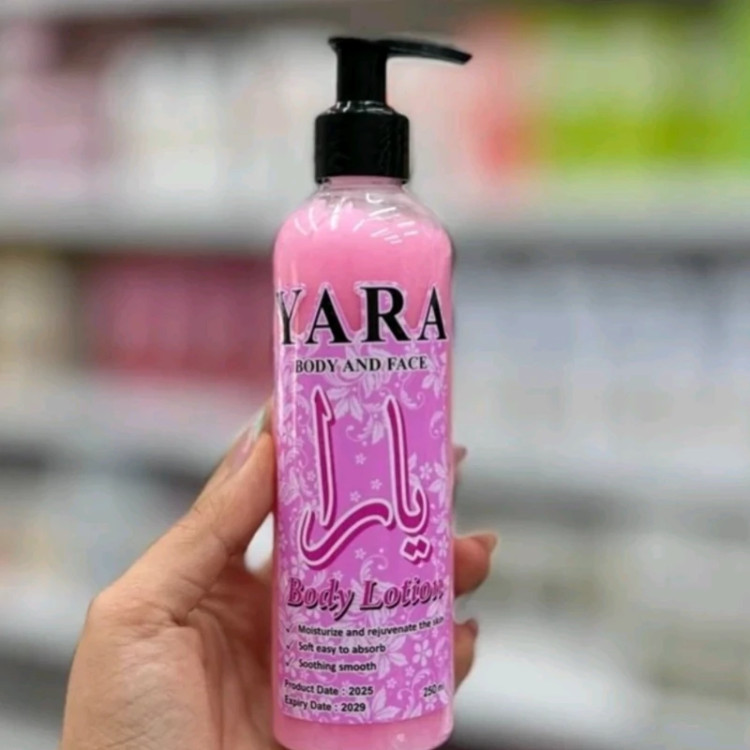 YARA
BODY AND FACE
يارا
Body Lotion
✓ Moisturize and rejuvenate the skin
✓ Soft easy to absorb
✓ Soothing smooth
Product Date : 2025
250 m
Expiry Date : 2029